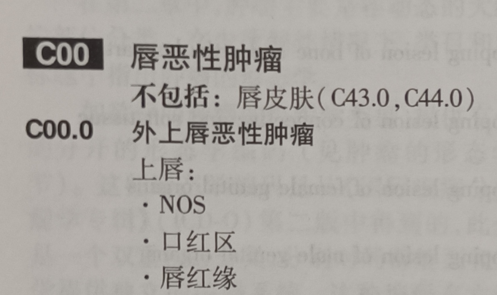 C00 唇恶性肿瘤
不包括：唇皮肤（C43.0，C44.0）
C00.0 外上唇恶性肿瘤
上唇：
· NOS
· 口红区
· 唇红缘